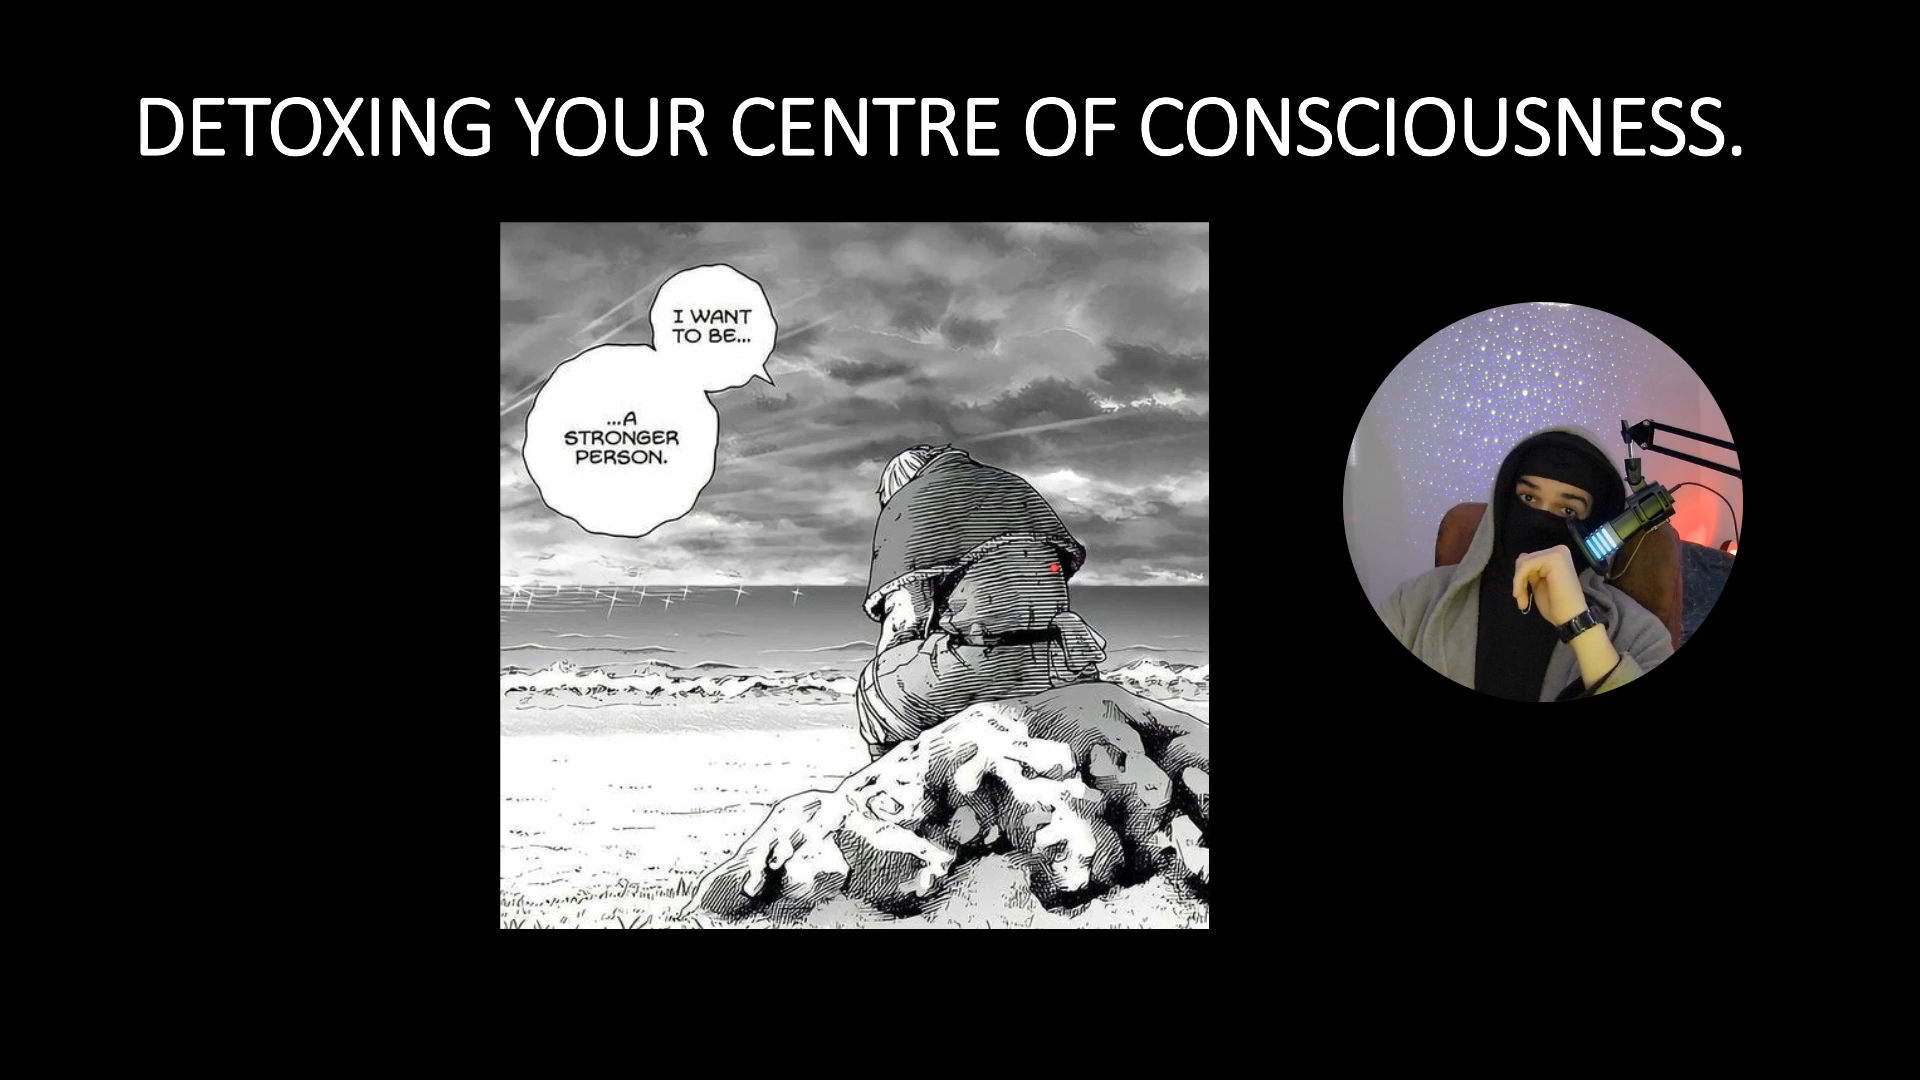 DETOXING YOUR CENTRE OF CONSCIOUSNESS.
I WANT
TO BE...
...A
STRONGER
PERSON.